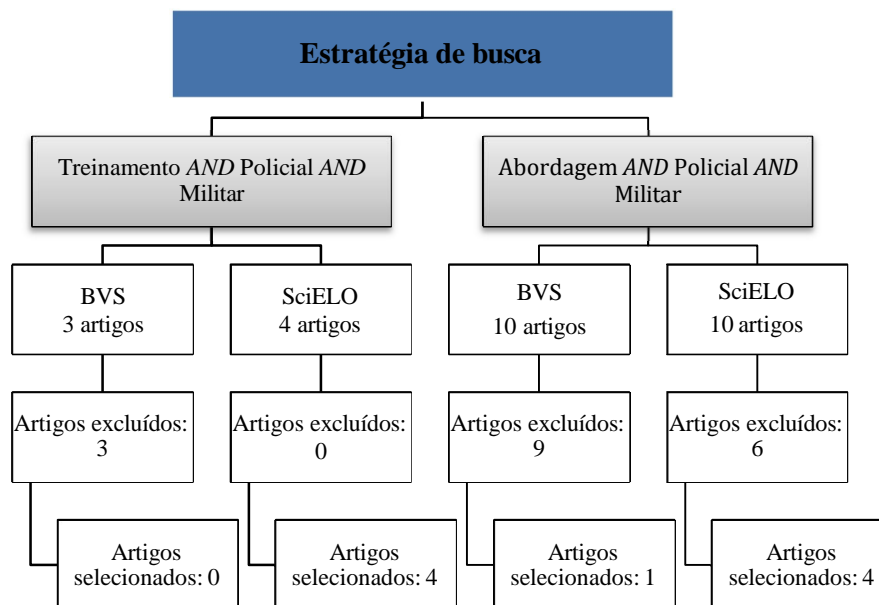 Estratégia de busca
Treinamento AND Policial AND
Militar
Abordagem AND Policial AND
Militar
BVS
3 artigos
SciELO
4 artigos
BVS
10 artigos
SciELO
10 artigos
Artigos excluídos:
3
Artigos excluídos:
0
Artigos excluídos:
9
Artigos excluídos:
6
Artigos
selecionados: 0
Artigos
selecionados: 4
Artigos
selecionados: 1
Artigos
selecionados: 4